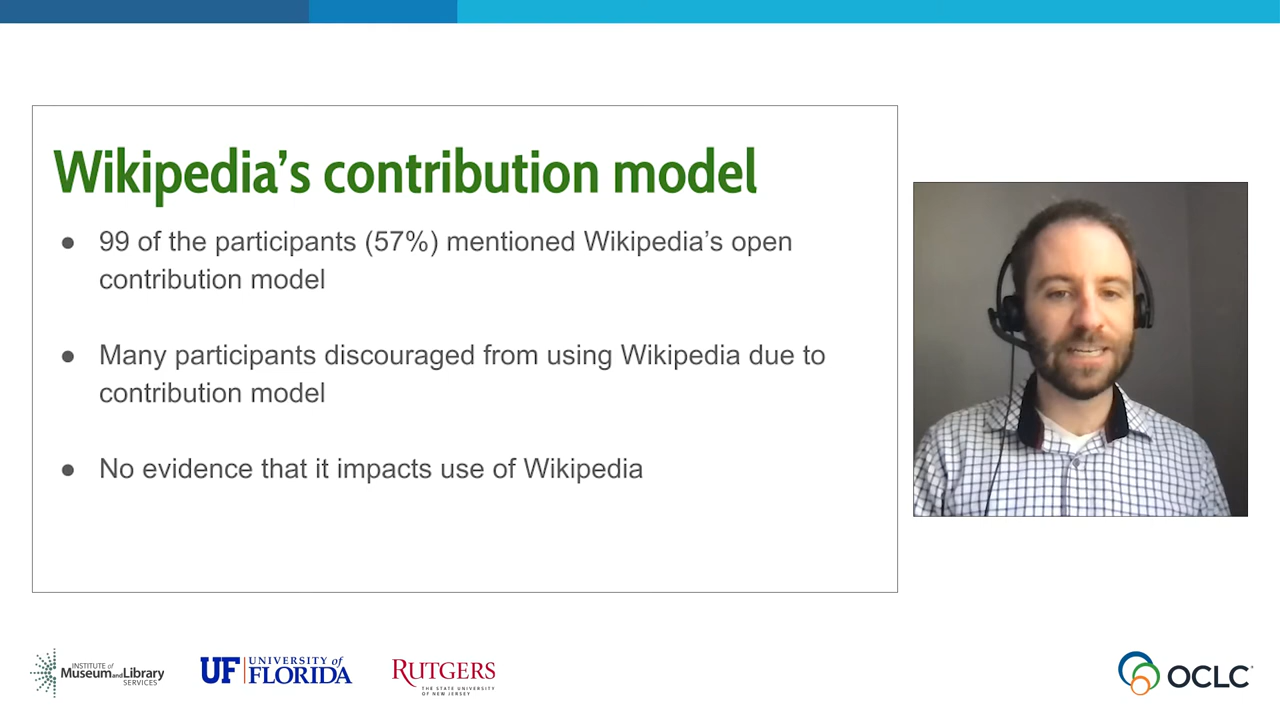 Wikipedia’s contribution model
● 99 of the participants (57%) mentioned Wikipedia’s open
contribution model
● Many participants discouraged from using Wikipedia due to
contribution model
● No evidence that it impacts use of Wikipedia
INSTITUTE of
Museum and Library
SERVICES
UF UNIVERSITY of
FLORIDA
RUTGERS
THE STATE UNIVERSITY
OF NEW JERSEY
OCLC